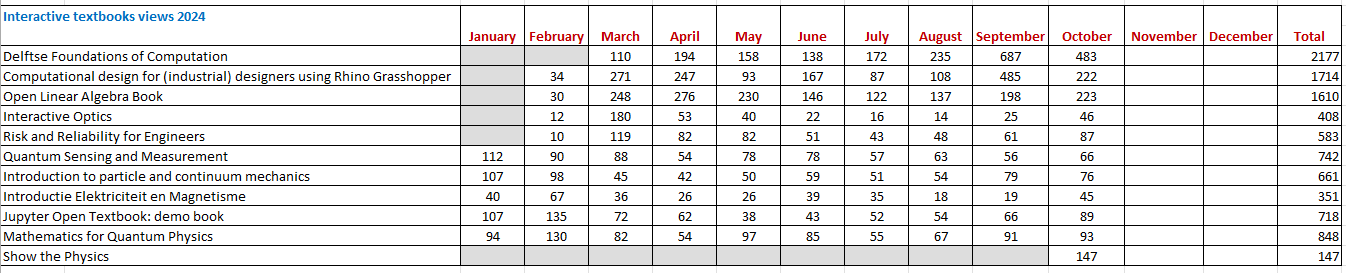 Interactive textbooks views 2024
January February March April May June July August September October November December Total
Delftse Foundations of Computation 110 194 158 138 172 235 687 483 2177
Computational design for (industrial) designers using Rhino Grasshopper 34 271 247 93 167 87 108 485 222 1714
Open Linear Algebra Book 30 248 276 230 146 122 137 198 223 1610
Interactive Optics 12 180 53 40 22 16 14 25 46 408
Risk and Reliability for Engineers 10 119 82 82 51 43 48 61 87 583
Quantum Sensing and Measurement 112 90 88 54 78 78 57 63 56 66 742
Introduction to particle and continuum mechanics 107 98 45 42 50 59 51 54 79 76 661
Introductie Elektriciteit en Magnetisme 40 67 36 26 26 39 35 18 19 45 351
Jupyter Open Textbook: demo book 107 135 72 62 38 43 52 54 66 89 718
Mathematics for Quantum Physics 94 130 82 54 97 85 55 67 91 93 848
Show the Physics 147 147